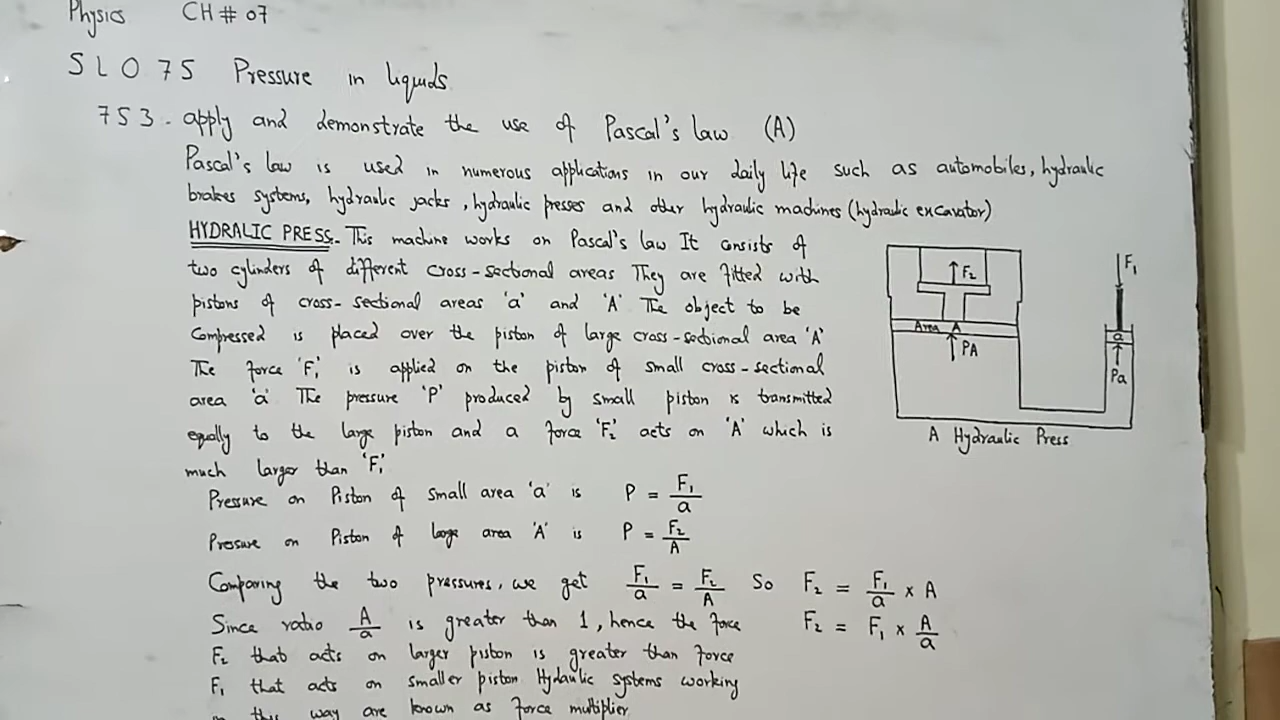 Physics CH # 07
SLO 75 Pressure in liquids
753. apply and demonstrate the use of Pascal's law (A)
Pascal's law is used in numerous applications in our daily life such as automobiles, hydraulic
brakes systems, hydraulic jacks, hydraulic presses and other hydraulic machines (hydraulic excavator)
HYDRALIC PRESS. This machine works on Pascal's law It consists of
two cylinders of different cross-sectional areas They are fitted with
pistons of cross-sectional areas 'a' and 'A' The object to be
Compressed is placed over the piston of large cross-sectional area 'A'
The force 'F₁' is applied on the piston of small cross-sectional
area 'a' The pressure 'P' produced by small piston is transmitted
equally to the large piston and a force 'F₂' acts on 'A' which is
much larger than 'F₁'
Pressure on Piston of small area 'a' is P = F₁/a
Pressure on Piston of large area 'A' is P = F₂/A
Comparing the two pressures, we get F₁/a = F₂/A So F₂ = F₁/a × A
Since ratio A/a is greater than 1, hence the force F₂ = F₁ × A/a
F₂ that acts on larger piston is greater than force
F₁ that acts on smaller piston Hydaulic systems working
in this way are known as force multiplier
F₂
F₁
Area A
a
PA
Pa
A Hydraulic Press